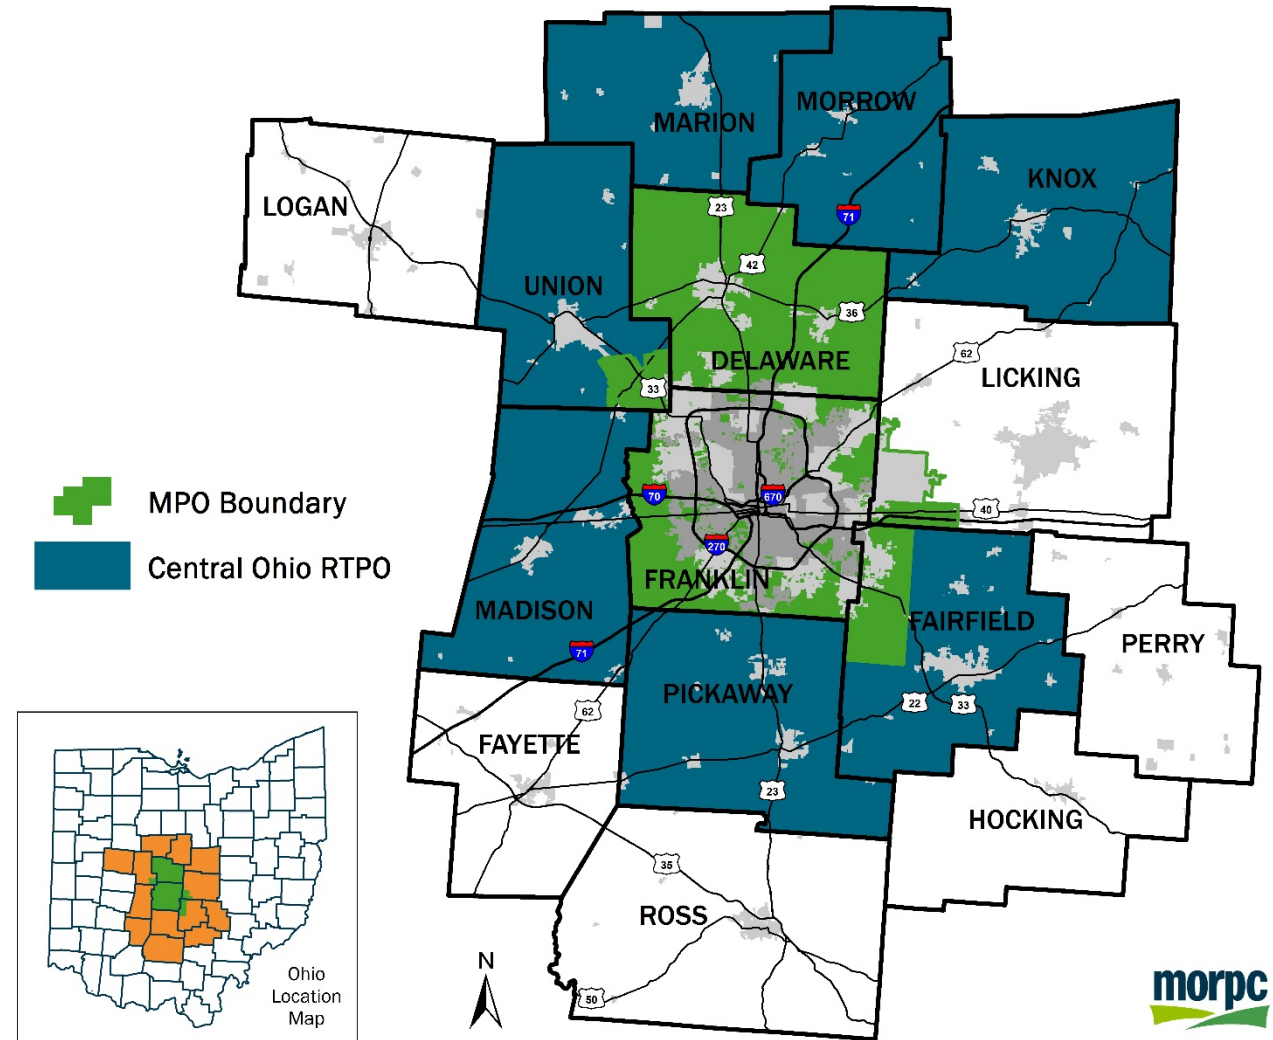 MARION
MORROW
KNOX
LOGAN
23
71
42
UNION
36
62
DELAWARE
LICKING
33
MPO Boundary
70
670
40
Central Ohio RTPO
270
FRANKLIN
MADISON
FAIRFIELD
PERRY
71
PICKAWAY
22
33
62
FAYETTE
23
HOCKING
35
ROSS
N
Ohio
Location
Map
50
morpc